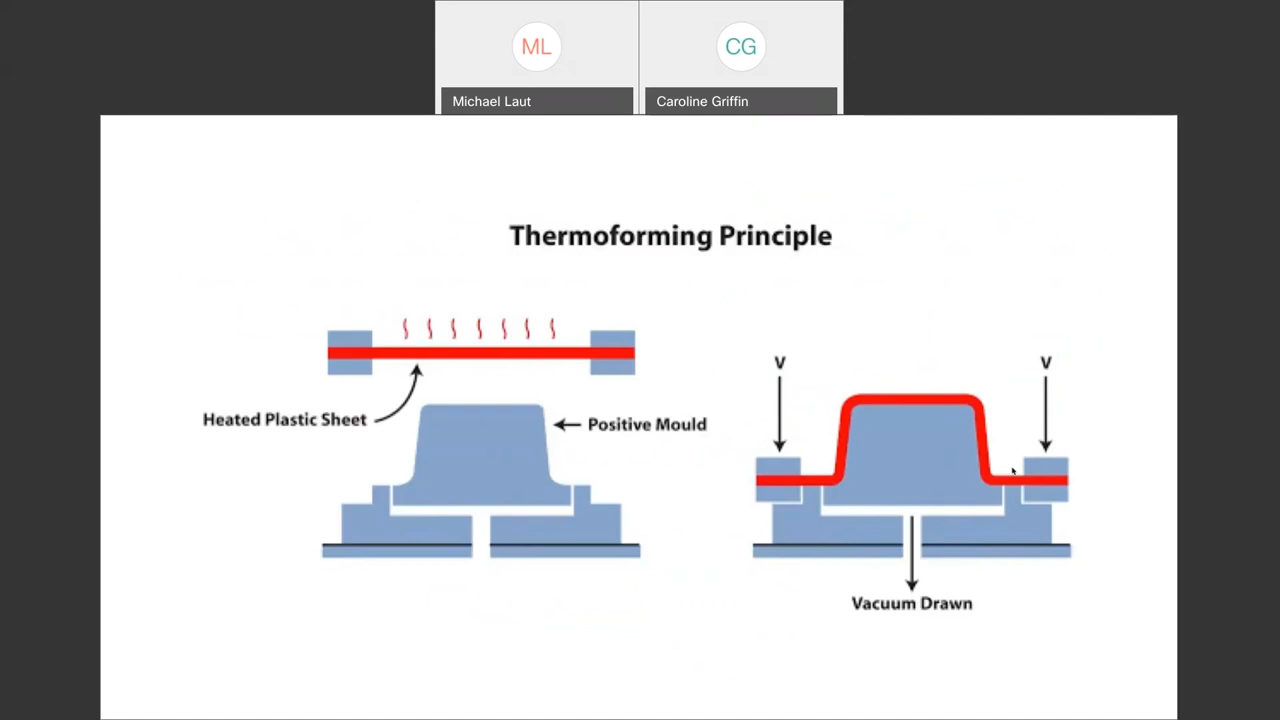 ML
CG
Michael Laut
Caroline Griffin
Thermoforming Principle
V
V
Heated Plastic Sheet
Positive Mould
Vacuum Drawn